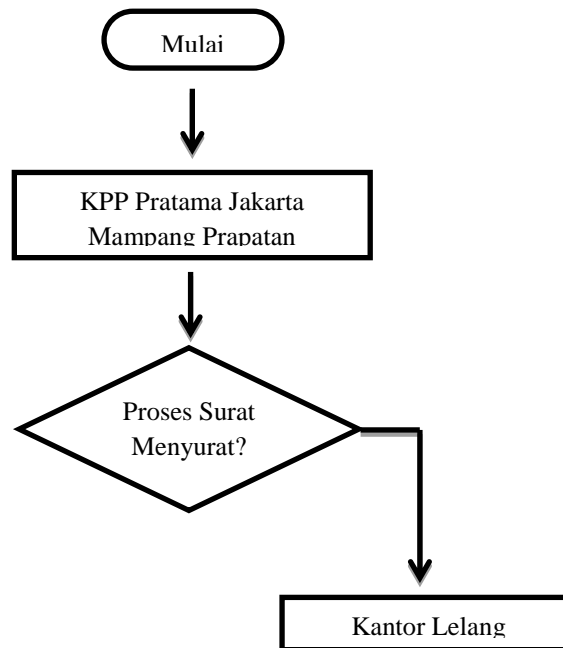 Mulai
KPP Pratama Jakarta
Mampang Prapatan
Proses Surat
Menyurat?
Kantor Lelang